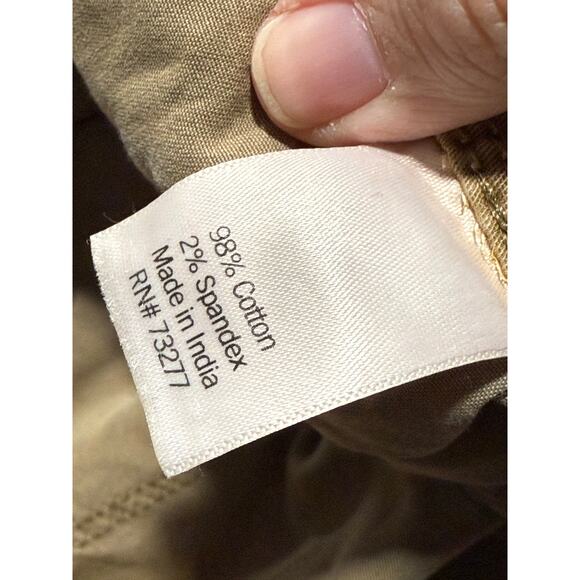 98% Cotton
2% Spandex
Made in India
RN# 73277